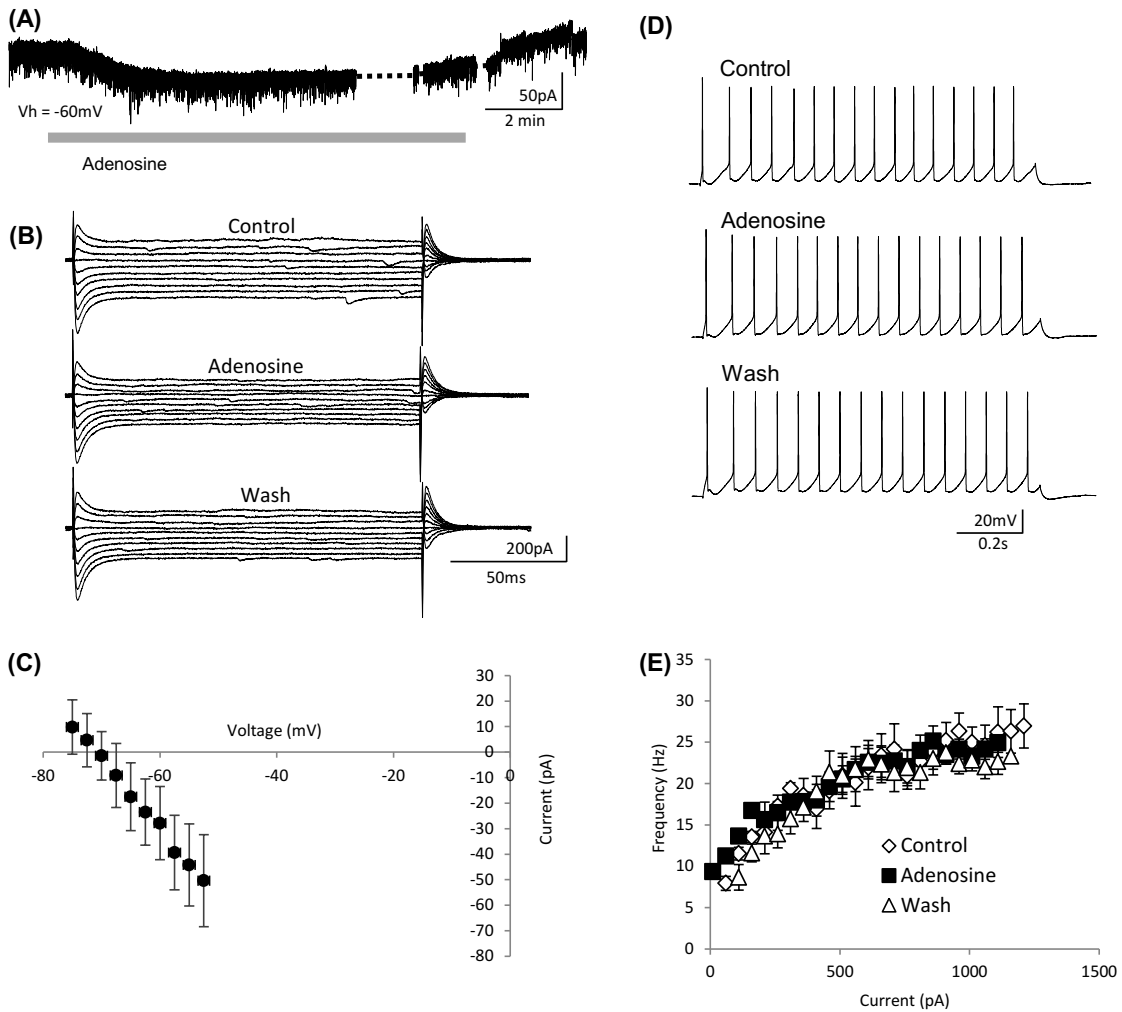 (A)
Vh = -60mV
50pA
2 min
Adenosine
(B)
Control
Adenosine
Wash
200pA
50ms
(C)
Voltage (mV)
Current (pA)
30
20
10
0
-10
-20
-30
-40
-50
-60
-70
-80
-80
-60
-40
-20
0
(D)
Control
Adenosine
Wash
20mV
0.2s
(E)
Frequency (Hz)
35
30
25
20
15
10
5
0
0
500
1000
1500
Current (pA)
Control
Adenosine
Wash